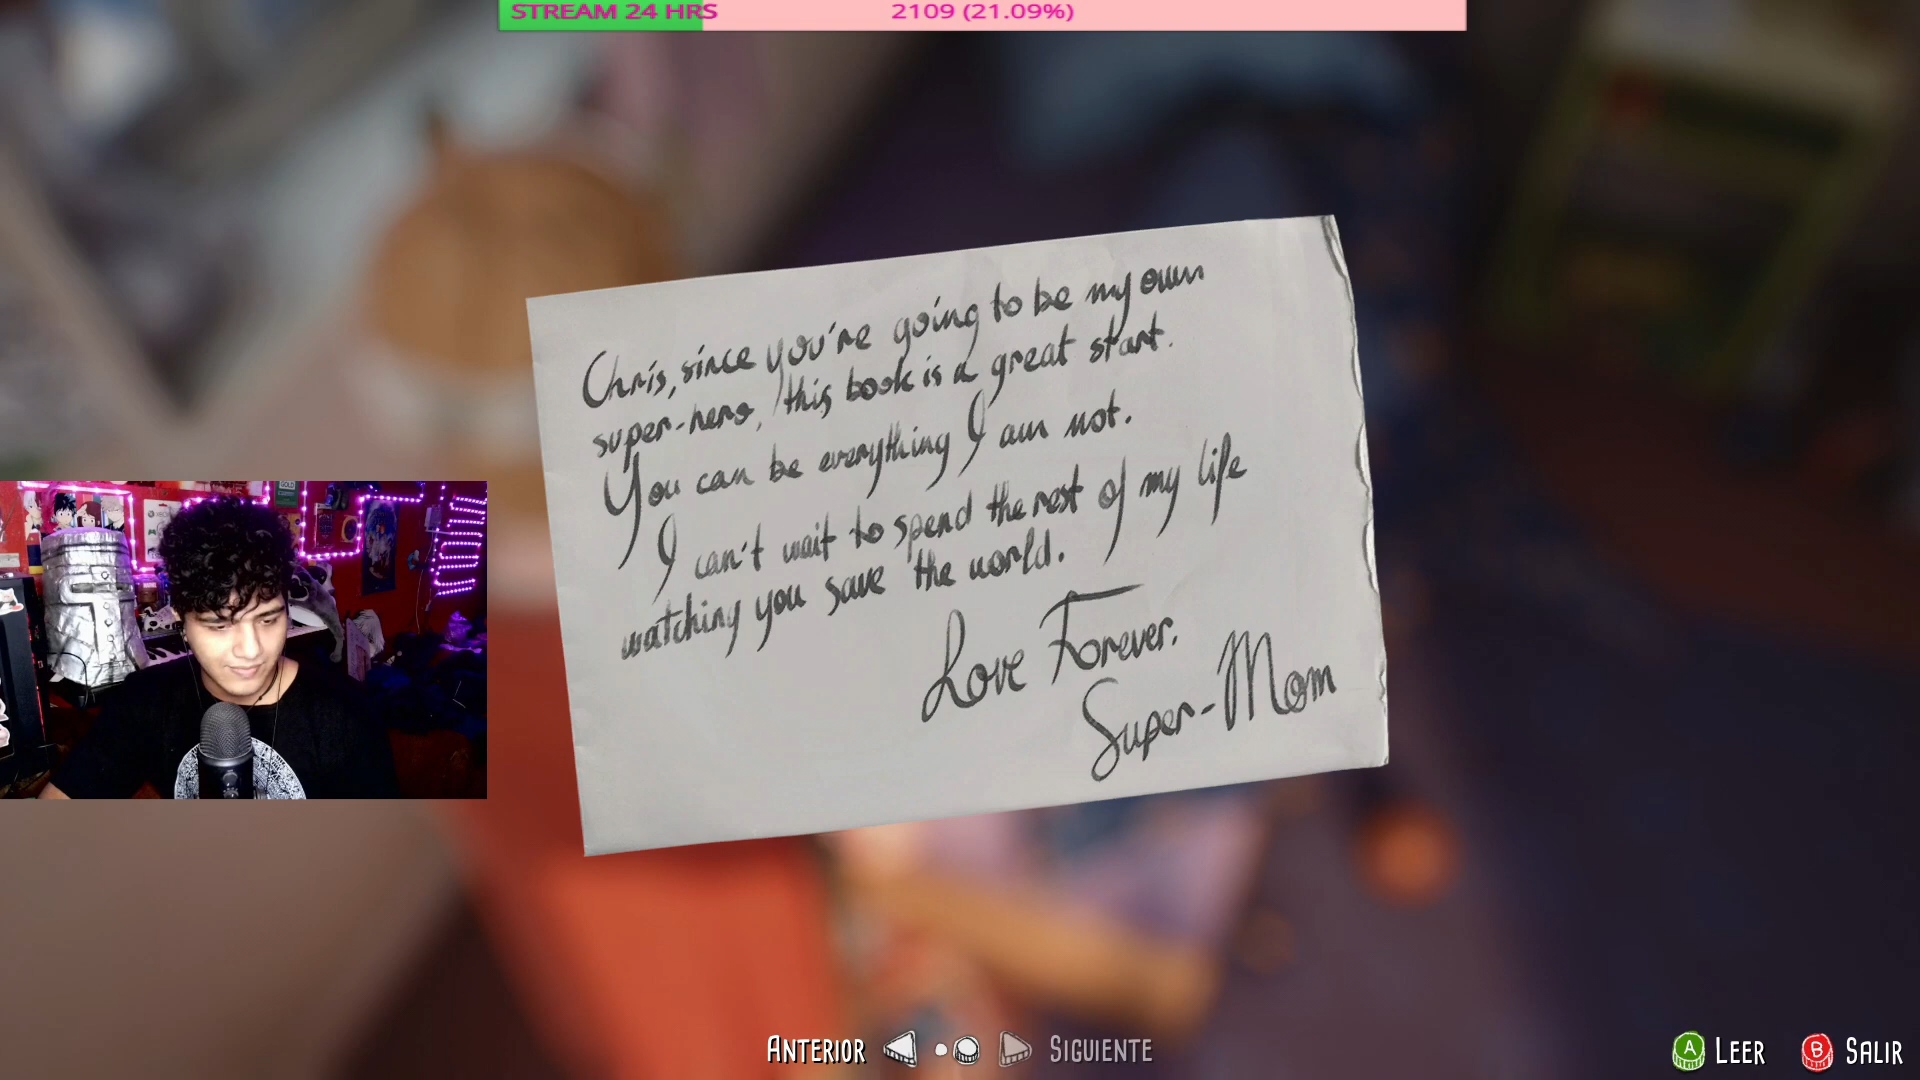 STREAM 24 HRS 2109 (21.09%)
Chris, since you're going to be my own
super-hero, this book is a great start.
You can be everything I am not.
I can't wait to spend the rest of my life
watching you save the world.
Love Forever.
Super-Mom
ANTERIOR SIGUIENTE
A LEER B SALIR